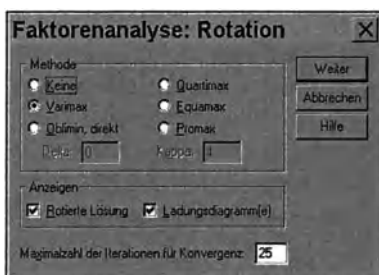 Faktorenanalyse: Rotation
Methode
Keine
Quartimax
Varimax
Equamax
Oblimin, direkt
Promax
Delta: 0
Kappa: 4
Weiter
Abbrechen
Hilfe
Anzeigen
Rotierte Lösung
Ladungsdiagramm(e)
Maximalzahl der Iterationen für Konvergenz: 25